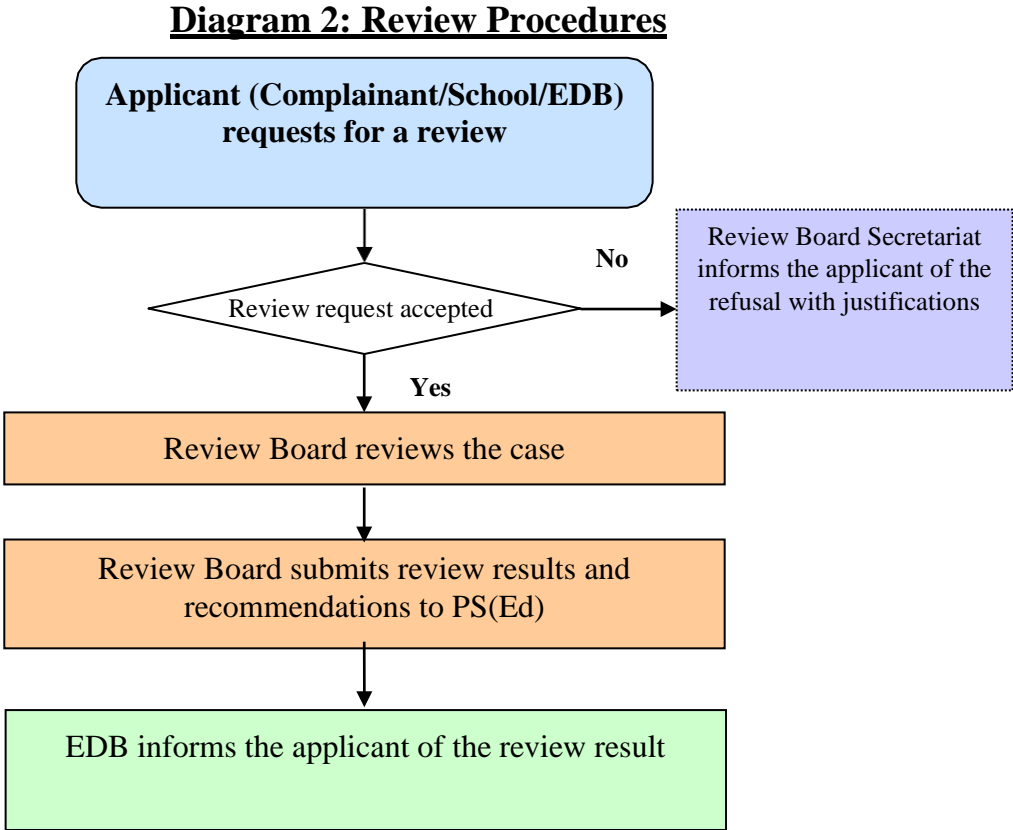 Diagram 2: Review Procedures
Applicant (Complainant/School/EDB)
requests for a review
Review request accepted
No
Review Board Secretariat
informs the applicant of the
refusal with justifications
Yes
Review Board reviews the case
Review Board submits review results and
recommendations to PS(Ed)
EDB informs the applicant of the review result